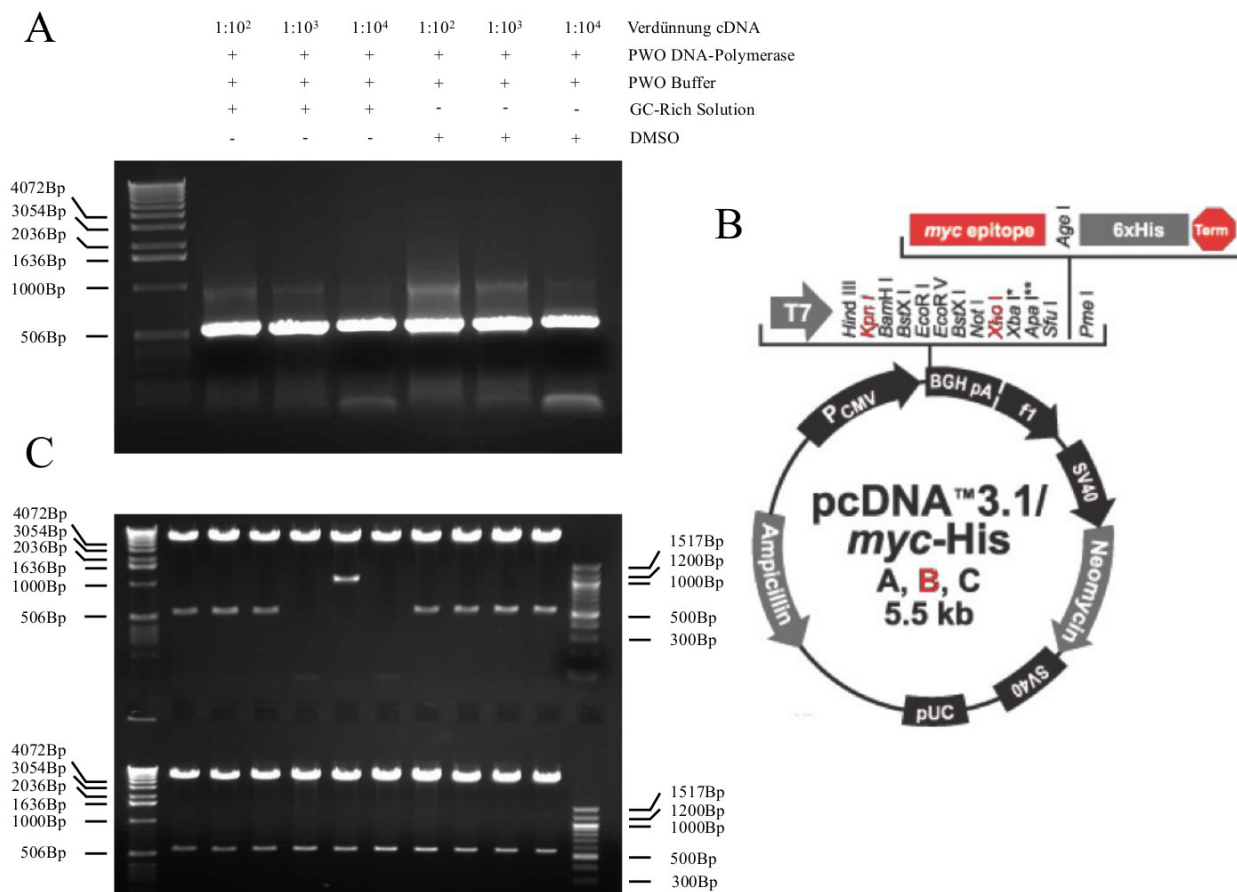 A
1:10² 1:10³ 1:10⁴ 1:10² 1:10³ 1:10⁴ Verdünnung cDNA
+ + + + + + PWO DNA-Polymerase
+ + + + + + PWO Buffer
+ + + - - - GC-Rich Solution
- - - + + + DMSO
4072Bp
3054Bp
2036Bp
1636Bp
1000Bp
506Bp
B
myc epitope
Age I
6xHis
Term
T7
Hind III
Kpn I
BamH I
BstX I
EcoR I
EcoR V
BstX I
Not I
Xho I
Xba I*
Apa I**
Sfu I
Pme I
P CMV
BGH pA
f1
SV40
Neomycin
SV40
pUC
Ampicillin
pcDNA™3.1/
myc-His
A, B, C
5.5 kb
C
4072Bp
3054Bp
2036Bp
1636Bp
1000Bp
506Bp
1517Bp
1200Bp
1000Bp
500Bp
300Bp
4072Bp
3054Bp
2036Bp
1636Bp
1000Bp
506Bp
1517Bp
1200Bp
1000Bp
500Bp
300Bp